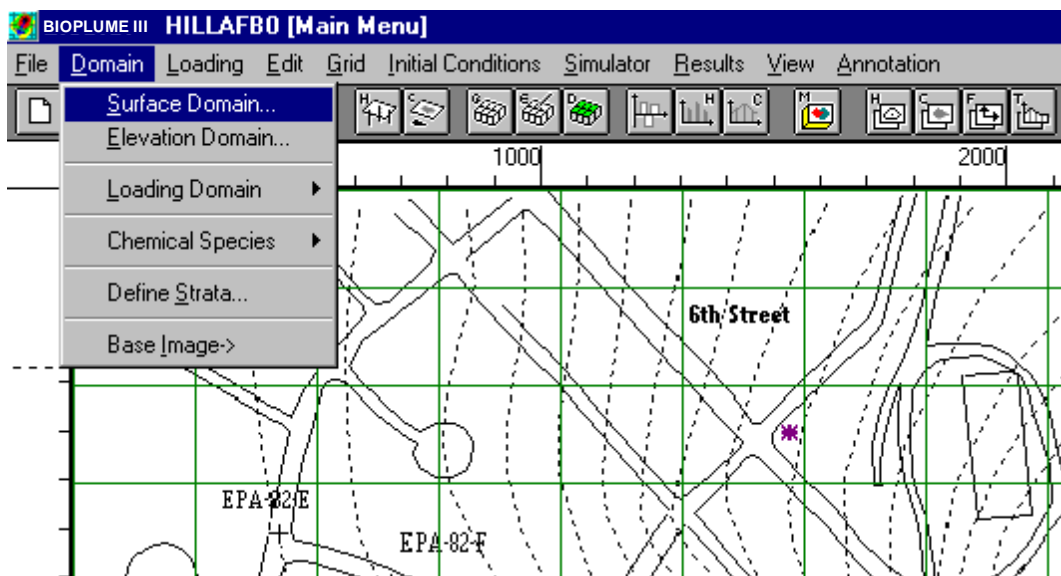 BIOPLUME III HILLAFB0 [Main Menu]
File Domain Loading Edit Grid Initial Conditions Simulator Results View Annotation
Surface Domain...
Elevation Domain...
Loading Domain
Chemical Species
Define Strata...
Base Image->
H C G E D H C M H C F T
1000 2000
6th Street
EPA-82-E
EPA-82-F